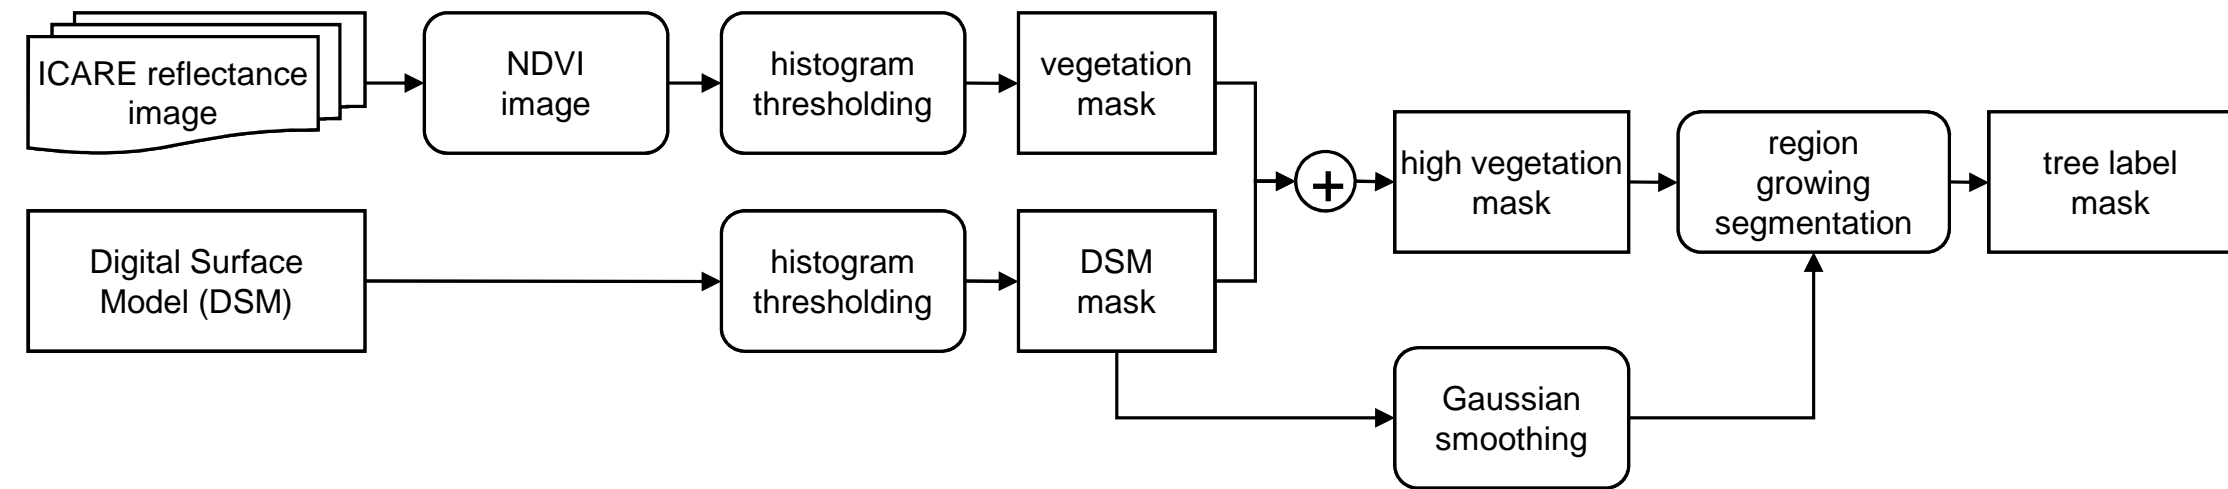 ICARE reflectance
image
NDVI
image
histogram
thresholding
vegetation
mask
Digital Surface
Model (DSM)
histogram
thresholding
DSM
mask
+
high vegetation
mask
region
growing
segmentation
tree label
mask
Gaussian
smoothing